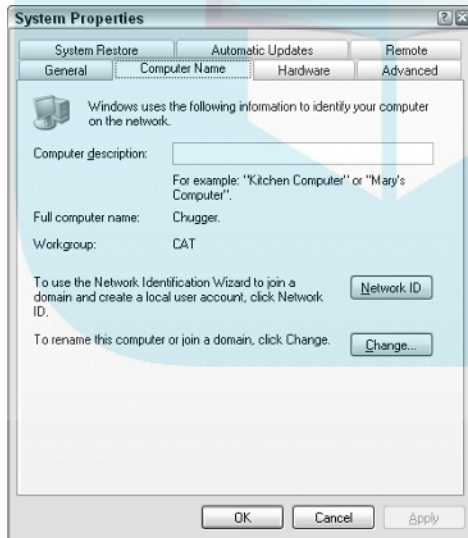 System Properties
System Restore Automatic Updates Remote
General Computer Name Hardware Advanced
Windows uses the following information to identify your computer
on the network.
Computer description:
For example: "Kitchen Computer" or "Mary's
Computer".
Full computer name: Chugger.
Workgroup: CAT
To use the Network Identification Wizard to join a
domain and create a local user account, click Network
ID.
Network ID
To rename this computer or join a domain, click Change.
Change...
OK Cancel Apply